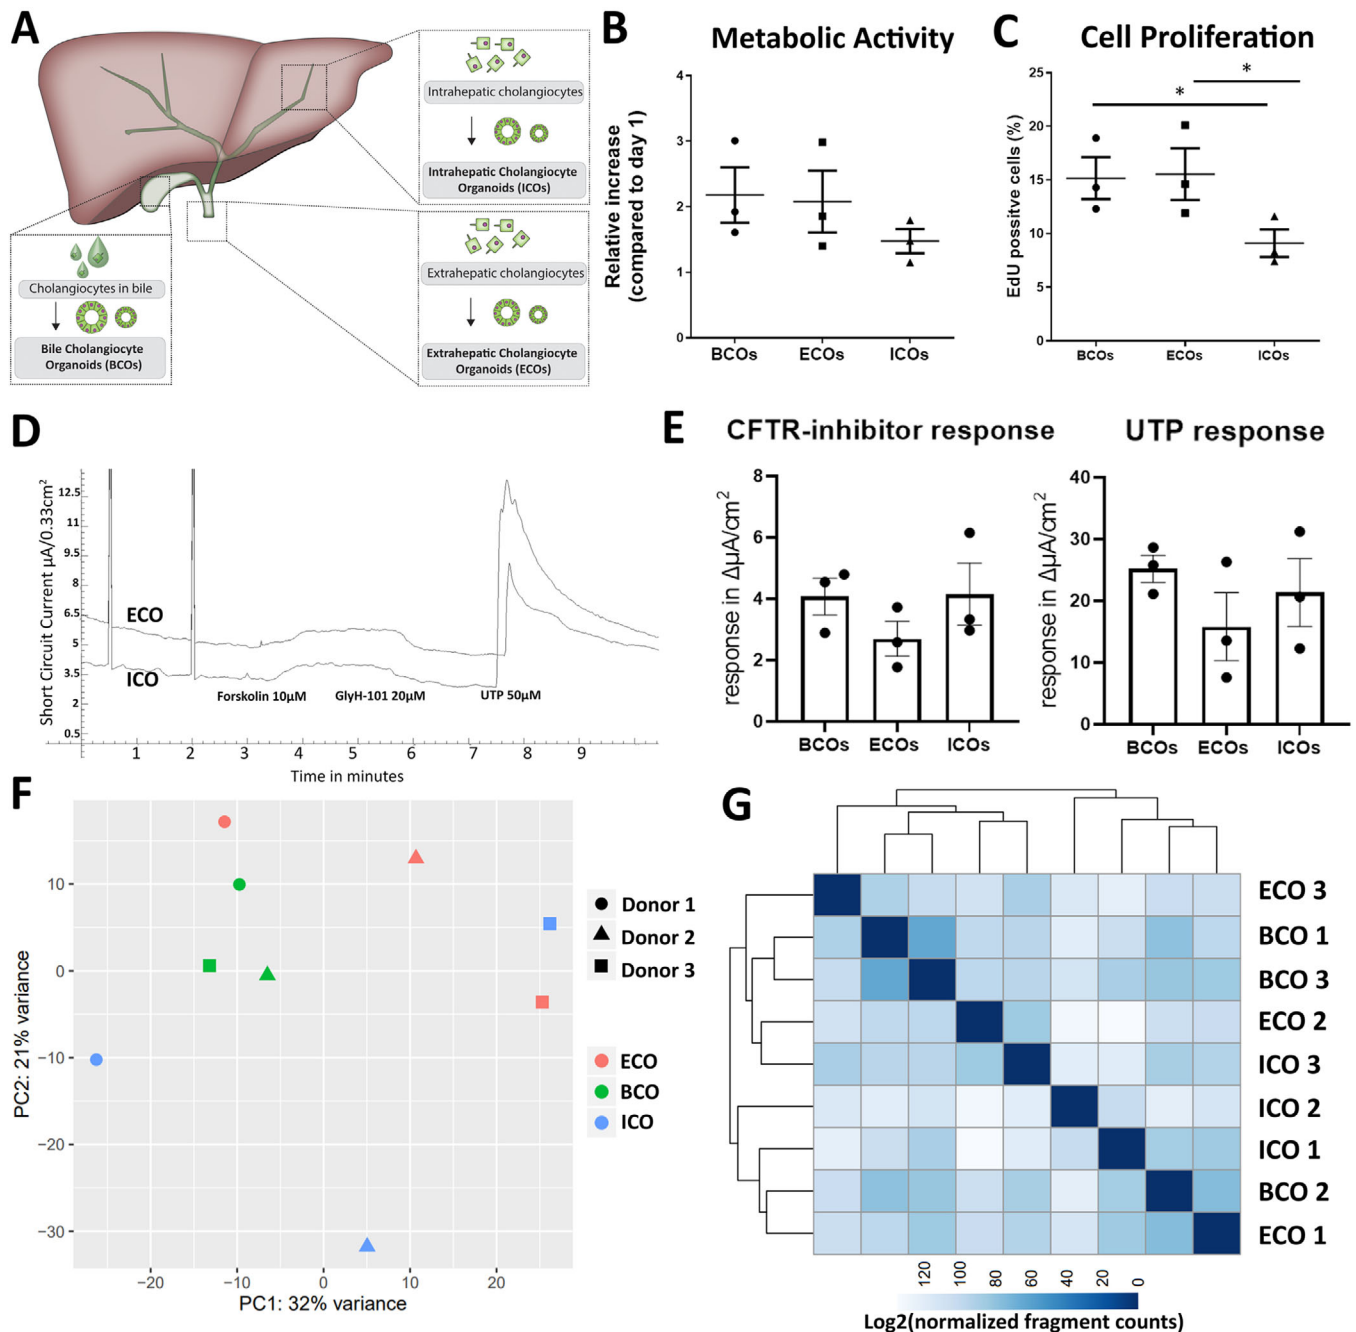 A
Intrahepatic cholangiocytes
Intrahepatic Cholangiocyte
Organoids (ICOs)
Extrahepatic cholangiocytes
Extrahepatic Cholangiocyte
Organoids (ECOs)
Cholangiocytes in bile
Bile Cholangiocyte
Organoids (BCOs)
B
Metabolic Activity
Relative increase
(compared to day 1)
4
3
2
1
0
BCOs
ECOs
ICOs
C
Cell Proliferation
EdU possitve cells (%)
25
20
15
10
5
0
*
*
BCOs
ECOs
ICOs
D
Short Circuit Current µA/0.33cm²
12.5
11
9.5
8
6.5
5
3.5
2
0.5
ECO
ICO
Forskolin 10µM
GlyH-101 20µM
UTP 50µM
1 2 3 4 5 6 7 8 9
Time in minutes
E
CFTR-inhibitor response
response in ΔµA/cm²
8
6
4
2
0
BCOs
ECOs
ICOs
UTP response
response in ΔµA/cm²
40
30
20
10
0
BCOs
ECOs
ICOs
F
PC2: 21% variance
10
0
−10
−20
−30
−20 −10 0 10 20
PC1: 32% variance
Donor 1
Donor 2
Donor 3
ECO
BCO
ICO
G
ECO 3
BCO 1
BCO 3
ECO 2
ICO 3
ICO 2
ICO 1
BCO 2
ECO 1
120 100 80 60 40 20 0
Log2(normalized fragment counts)